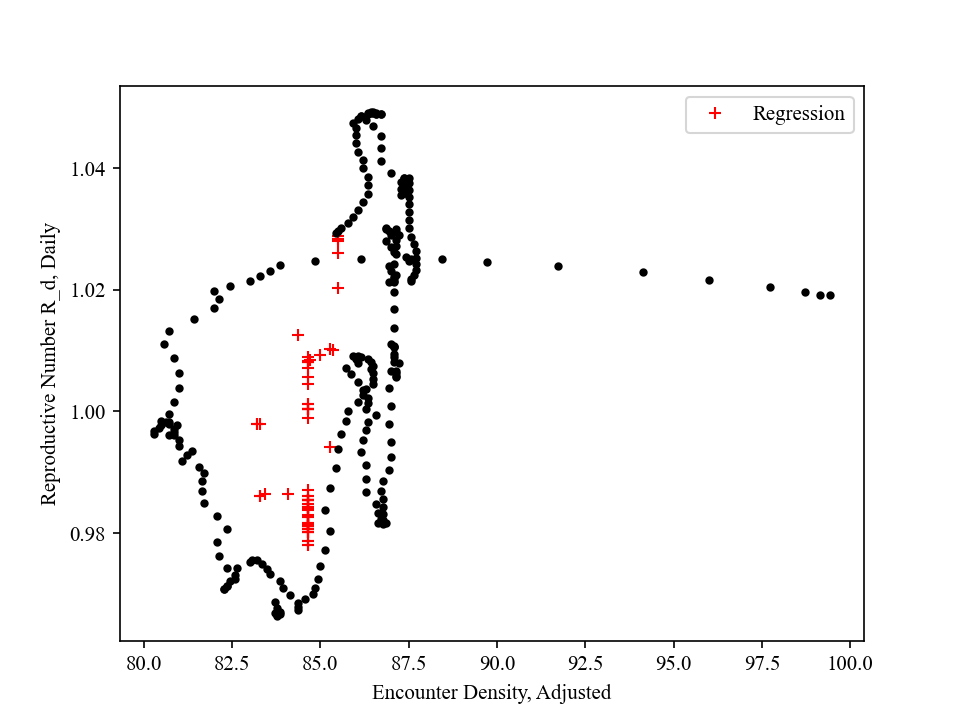 Regression
1.04
1.02
1.00
0.98
Reproductive Number R_d, Daily
80.0 82.5 85.0 87.5 90.0 92.5 95.0 97.5 100.0
Encounter Density, Adjusted